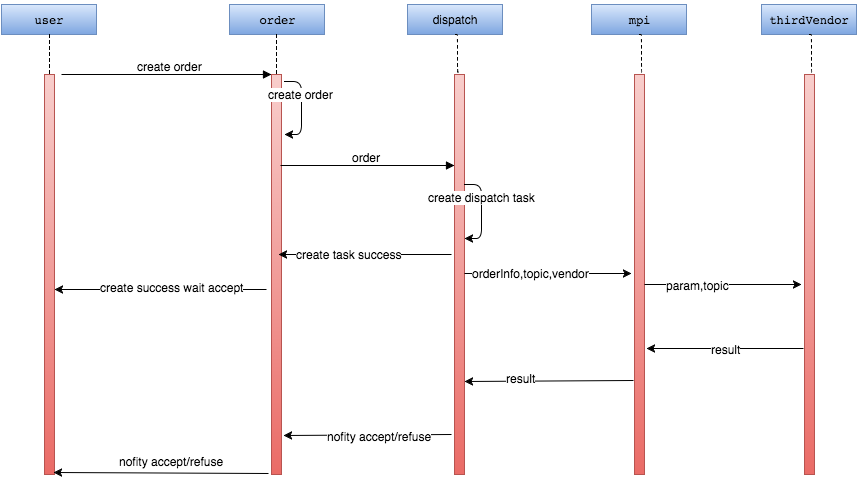 user
order
dispatch
mpi
thirdVendor
create order
create order
order
create dispatch task
create task success
orderInfo,topic,vendor
create success wait accept
param,topic
result
result
nofity accept/refuse
nofity accept/refuse